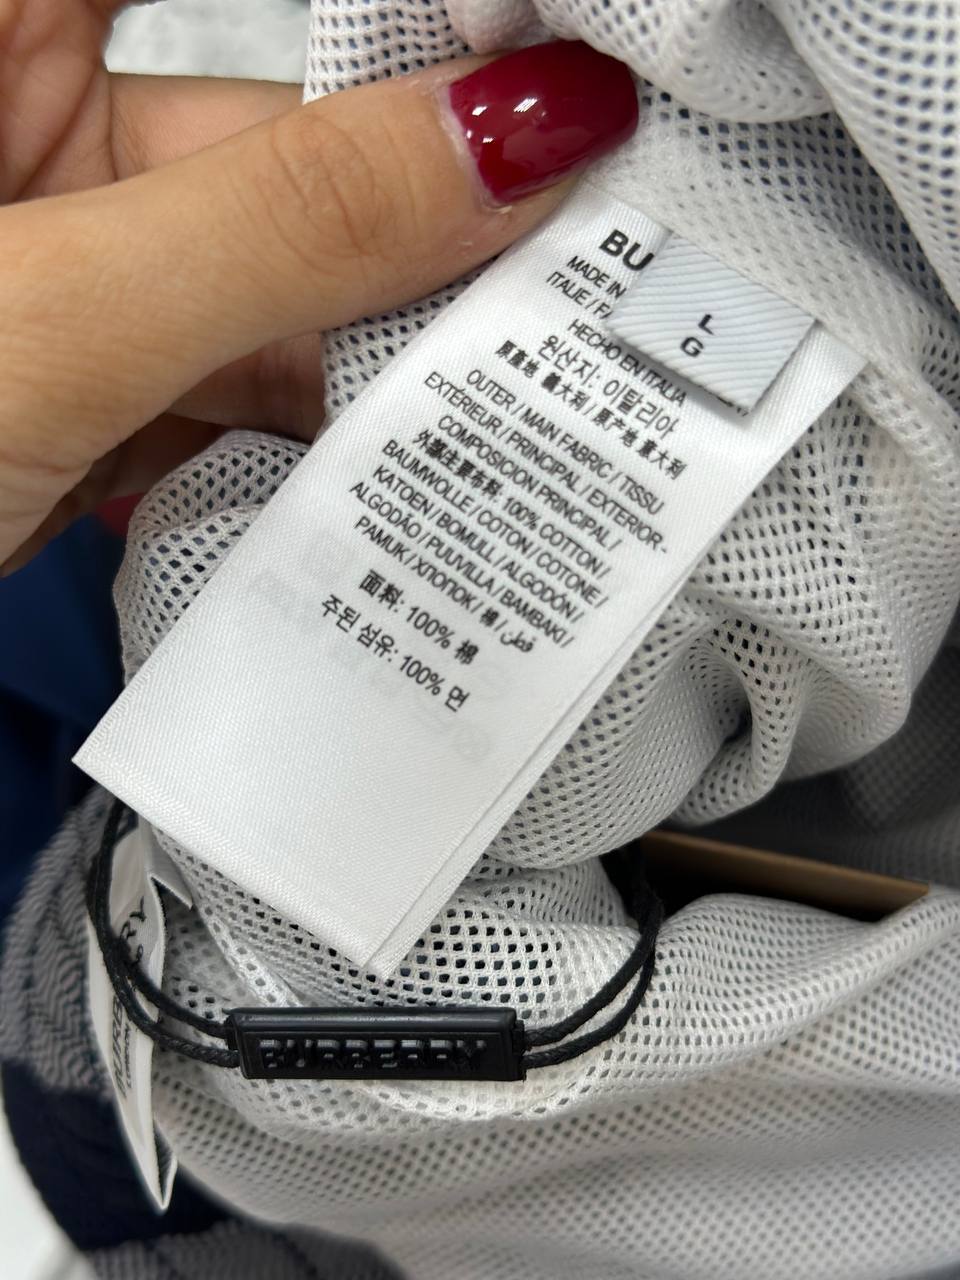 BU
L
G
MADE IN
ITALIE / FA
HECHO EN ITALIA
원산지: 이탈리아
原產地 義大利 / 原产地 意大利
OUTER / MAIN FABRIC / TISSU
EXTÉRIEUR / PRINCIPAL / EXTERIOR-
COMPOSICION PRINCIPAL /
外層主要布料: 100% COTTON /
BAUMWOLLE / COTON / COTONE /
KATOEN / BOMULL / ALGODÓN /
ALGODÃO / PUUVILLA / BAMBAKI /
PAMUK / ХЛОПОК / 棉 / قطن
面料: 100% 棉
주된 섬유: 100% 면
BURBERRY